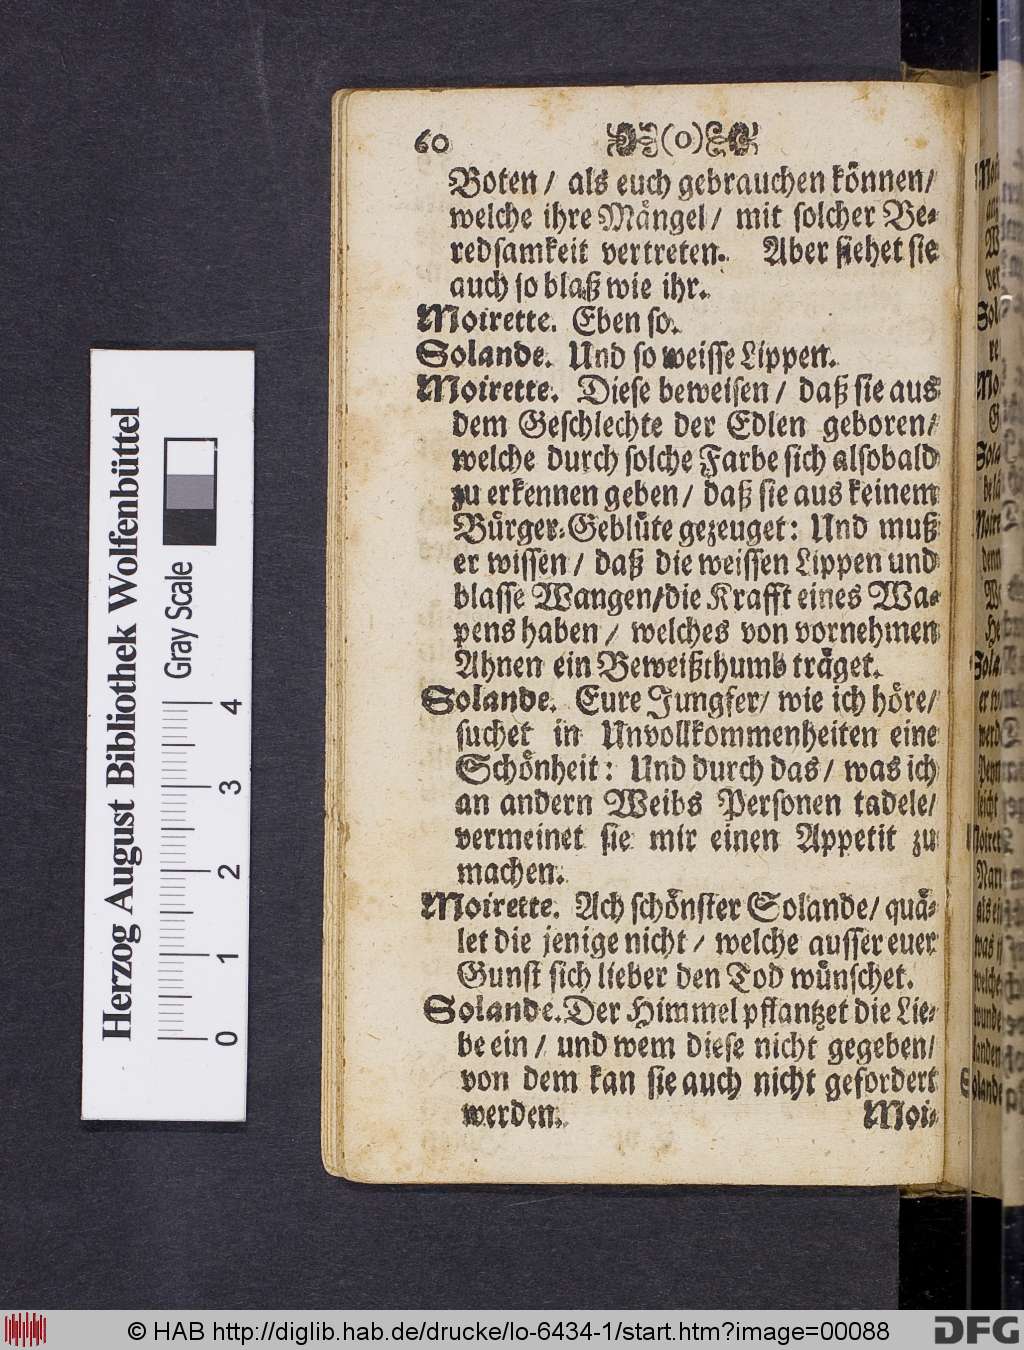 60 (o)
Boten / als euch gebrauchen können/
welche ihre Mängel / mit solcher Be-
redsamkeit vertreten. Aber siehet sie
auch so blaß wie ihr.
Moirette. Eben so.
Solande. Und so weisse Lippen.
Moirette. Diese beweisen / daß sie aus
dem Geschlechte der Edlen geboren/
welche durch solche Farbe sich alsobald
zu erkennen geben / daß sie aus keinem
Bürger-Geblüte gezeuget: Und muß
er wissen / daß die weissen Lippen und
blasse Wangen/die Krafft eines Wa-
pens haben / welches von vornehmen
Ahnen ein Beweißthumb träget.
Solande. Eure Jungfer/ wie ich höre/
suchet in Unvollkommenheiten eine
Schönheit: Und durch das / was ich
an andern Weibs Personen tadele/
vermeinet sie mir einen Appetit zu
machen.
Moirette. Ach schönster Solande/ quä-
let die jenige nicht / welche ausser euer
Gunst sich lieber den Tod wünschet.
Solande. Der Himmel pflantzet die Lie-
be ein / und wem diese nicht gegeben/
von dem kan sie auch nicht gefordert
werden. Moi-
Herzog August Bibliothek Wolfenbüttel
Gray Scale
0 1 2 3 4
© HAB http://diglib.hab.de/drucke/lo-6434-1/start.htm?image=00088
DFG